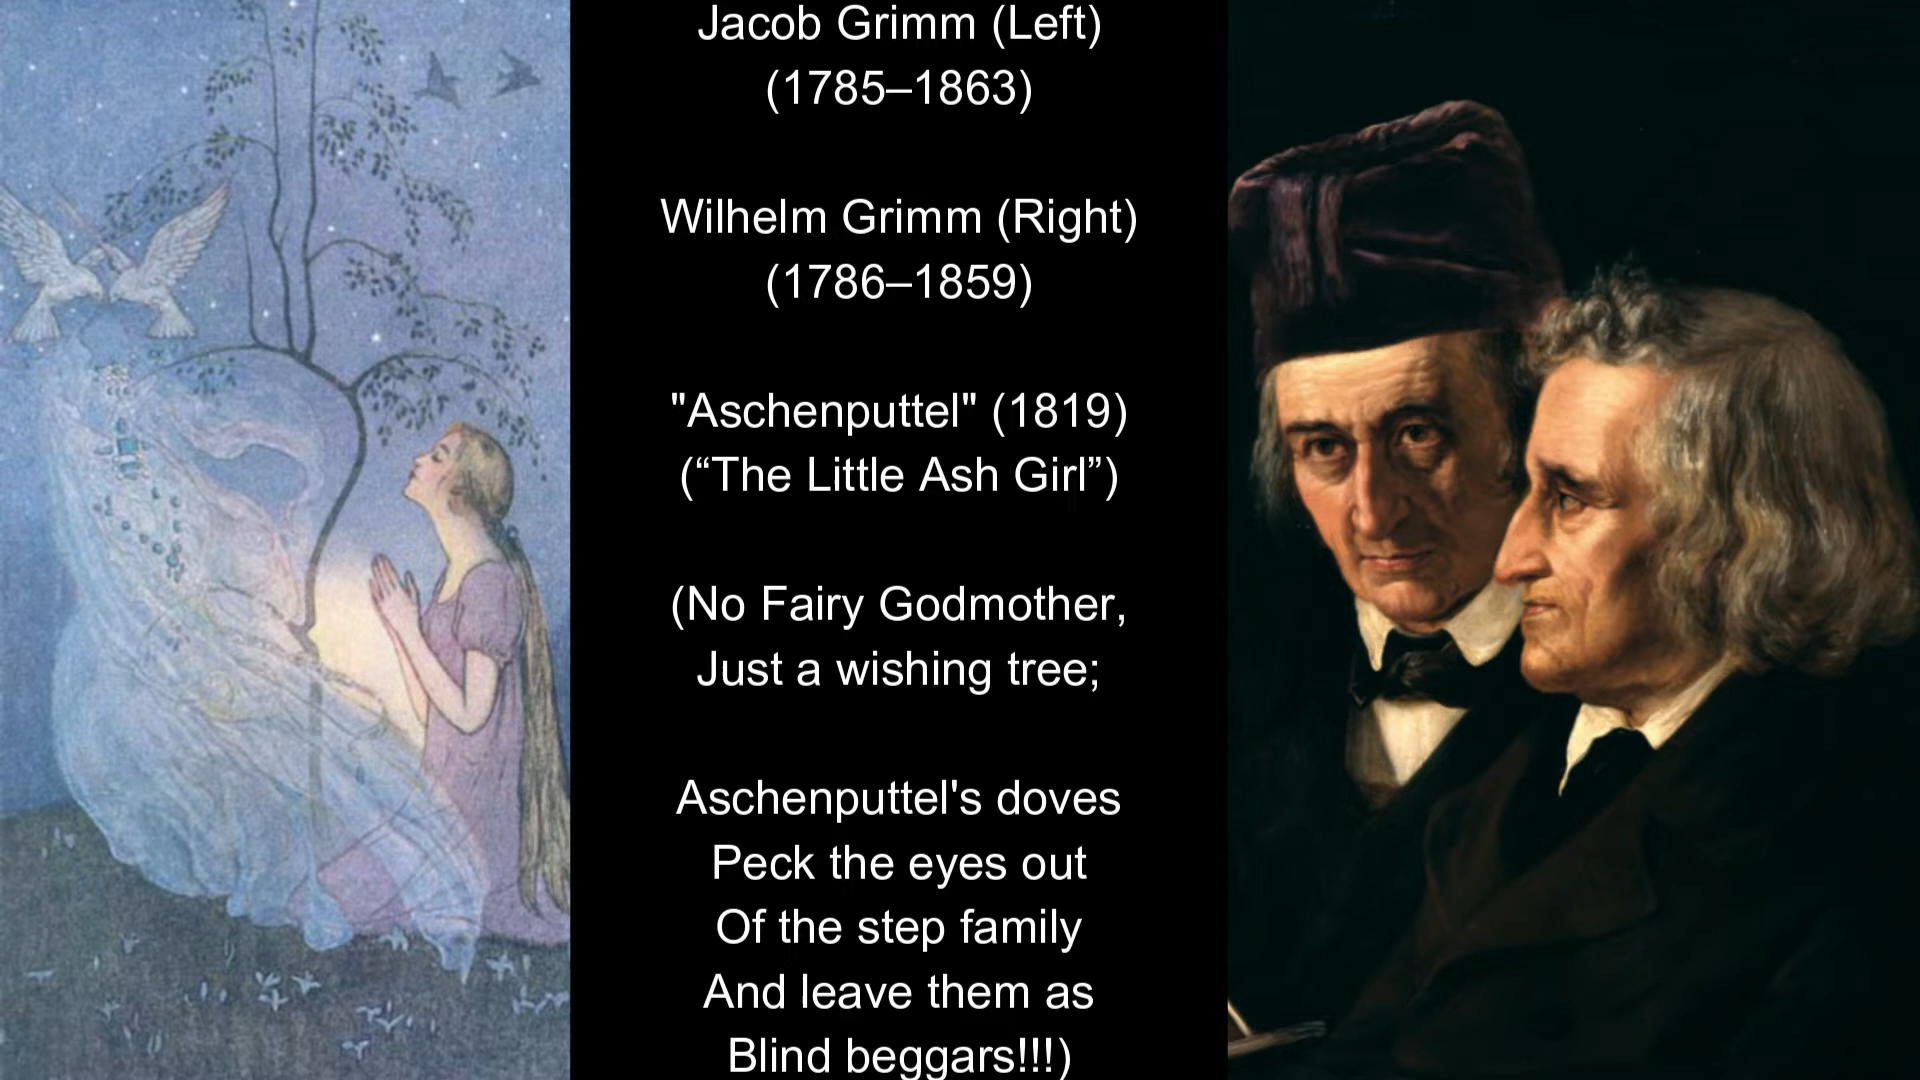 Jacob Grimm (Left)
(1785–1863)
Wilhelm Grimm (Right)
(1786–1859)
"Aschenputtel" (1819)
(“The Little Ash Girl”)
(No Fairy Godmother,
Just a wishing tree;
Aschenputtel's doves
Peck the eyes out
Of the step family
And leave them as
Blind beggars!!!)